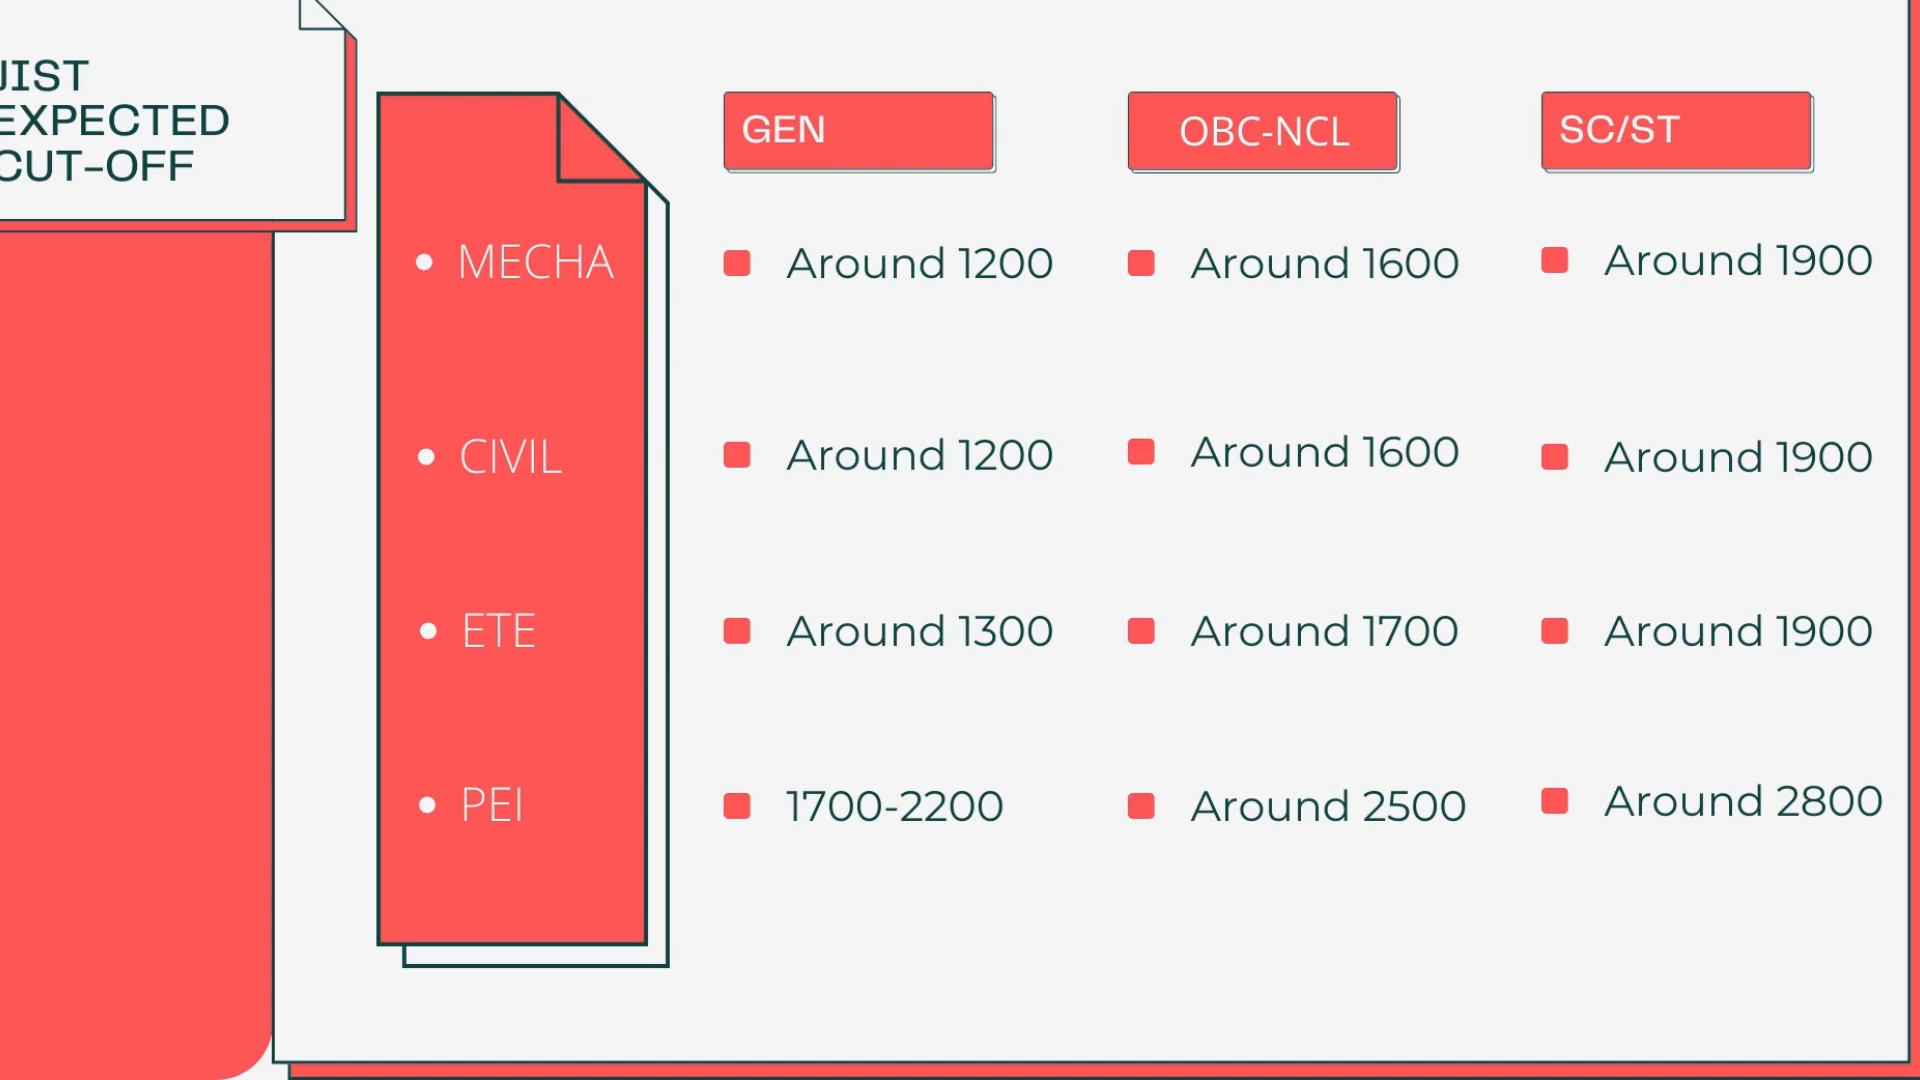 JIST
EXPECTED
CUT-OFF
GEN
OBC-NCL
SC/ST
MECHA
Around 1200
Around 1600
Around 1900
CIVIL
Around 1200
Around 1600
Around 1900
ETE
Around 1300
Around 1700
Around 1900
PEI
1700-2200
Around 2500
Around 2800